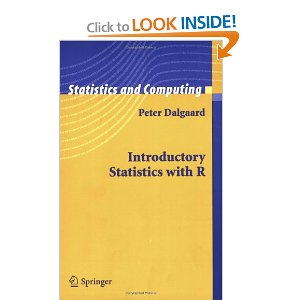 Click to LOOK INSIDE!
Statistics and Computing
Peter Dalgaard
Introductory
Statistics with R
Springer